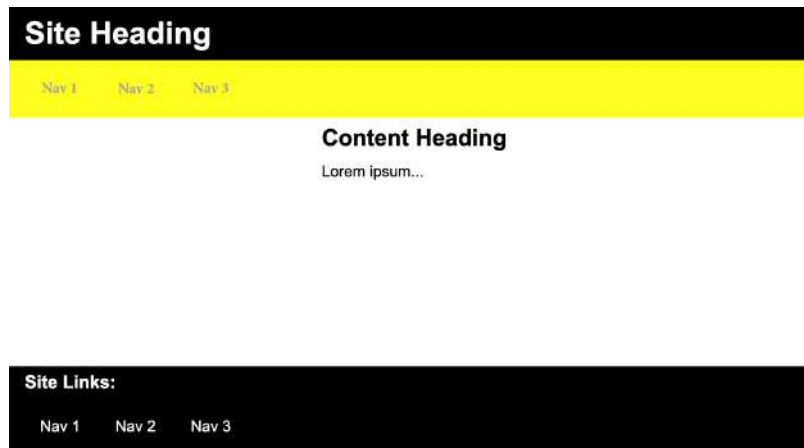 Site Heading
Nav 1 Nav 2 Nav 3
Content Heading
Lorem ipsum...
Site Links:
Nav 1 Nav 2 Nav 3